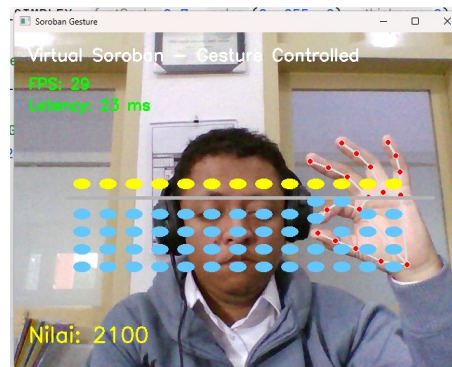 Soroban Gesture
Virtual Soroban - Gesture Controlled
FPS: 29
Latency: 23 ms
Nilai: 2100